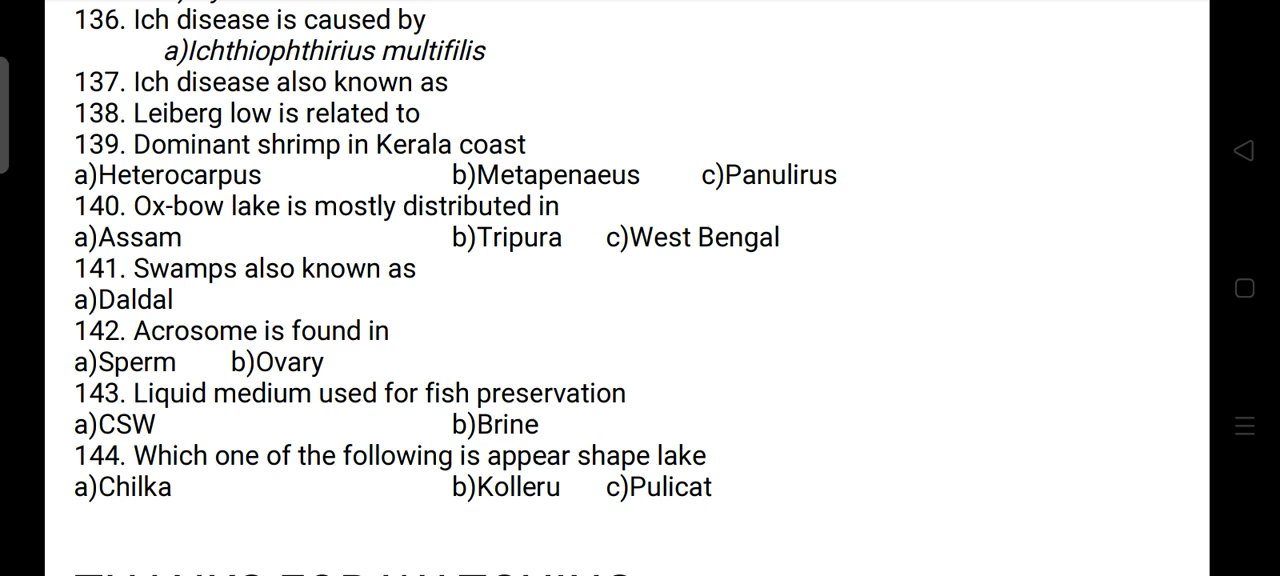 136. Ich disease is caused by
a)Ichthiophthirius multifilis
137. Ich disease also known as
138. Leiberg low is related to
139. Dominant shrimp in Kerala coast
a)Heterocarpus b)Metapenaeus c)Panulirus
140. Ox-bow lake is mostly distributed in
a)Assam b)Tripura c)West Bengal
141. Swamps also known as
a)Daldal
142. Acrosome is found in
a)Sperm b)Ovary
143. Liquid medium used for fish preservation
a)CSW b)Brine
144. Which one of the following is appear shape lake
a)Chilka b)Kolleru c)Pulicat